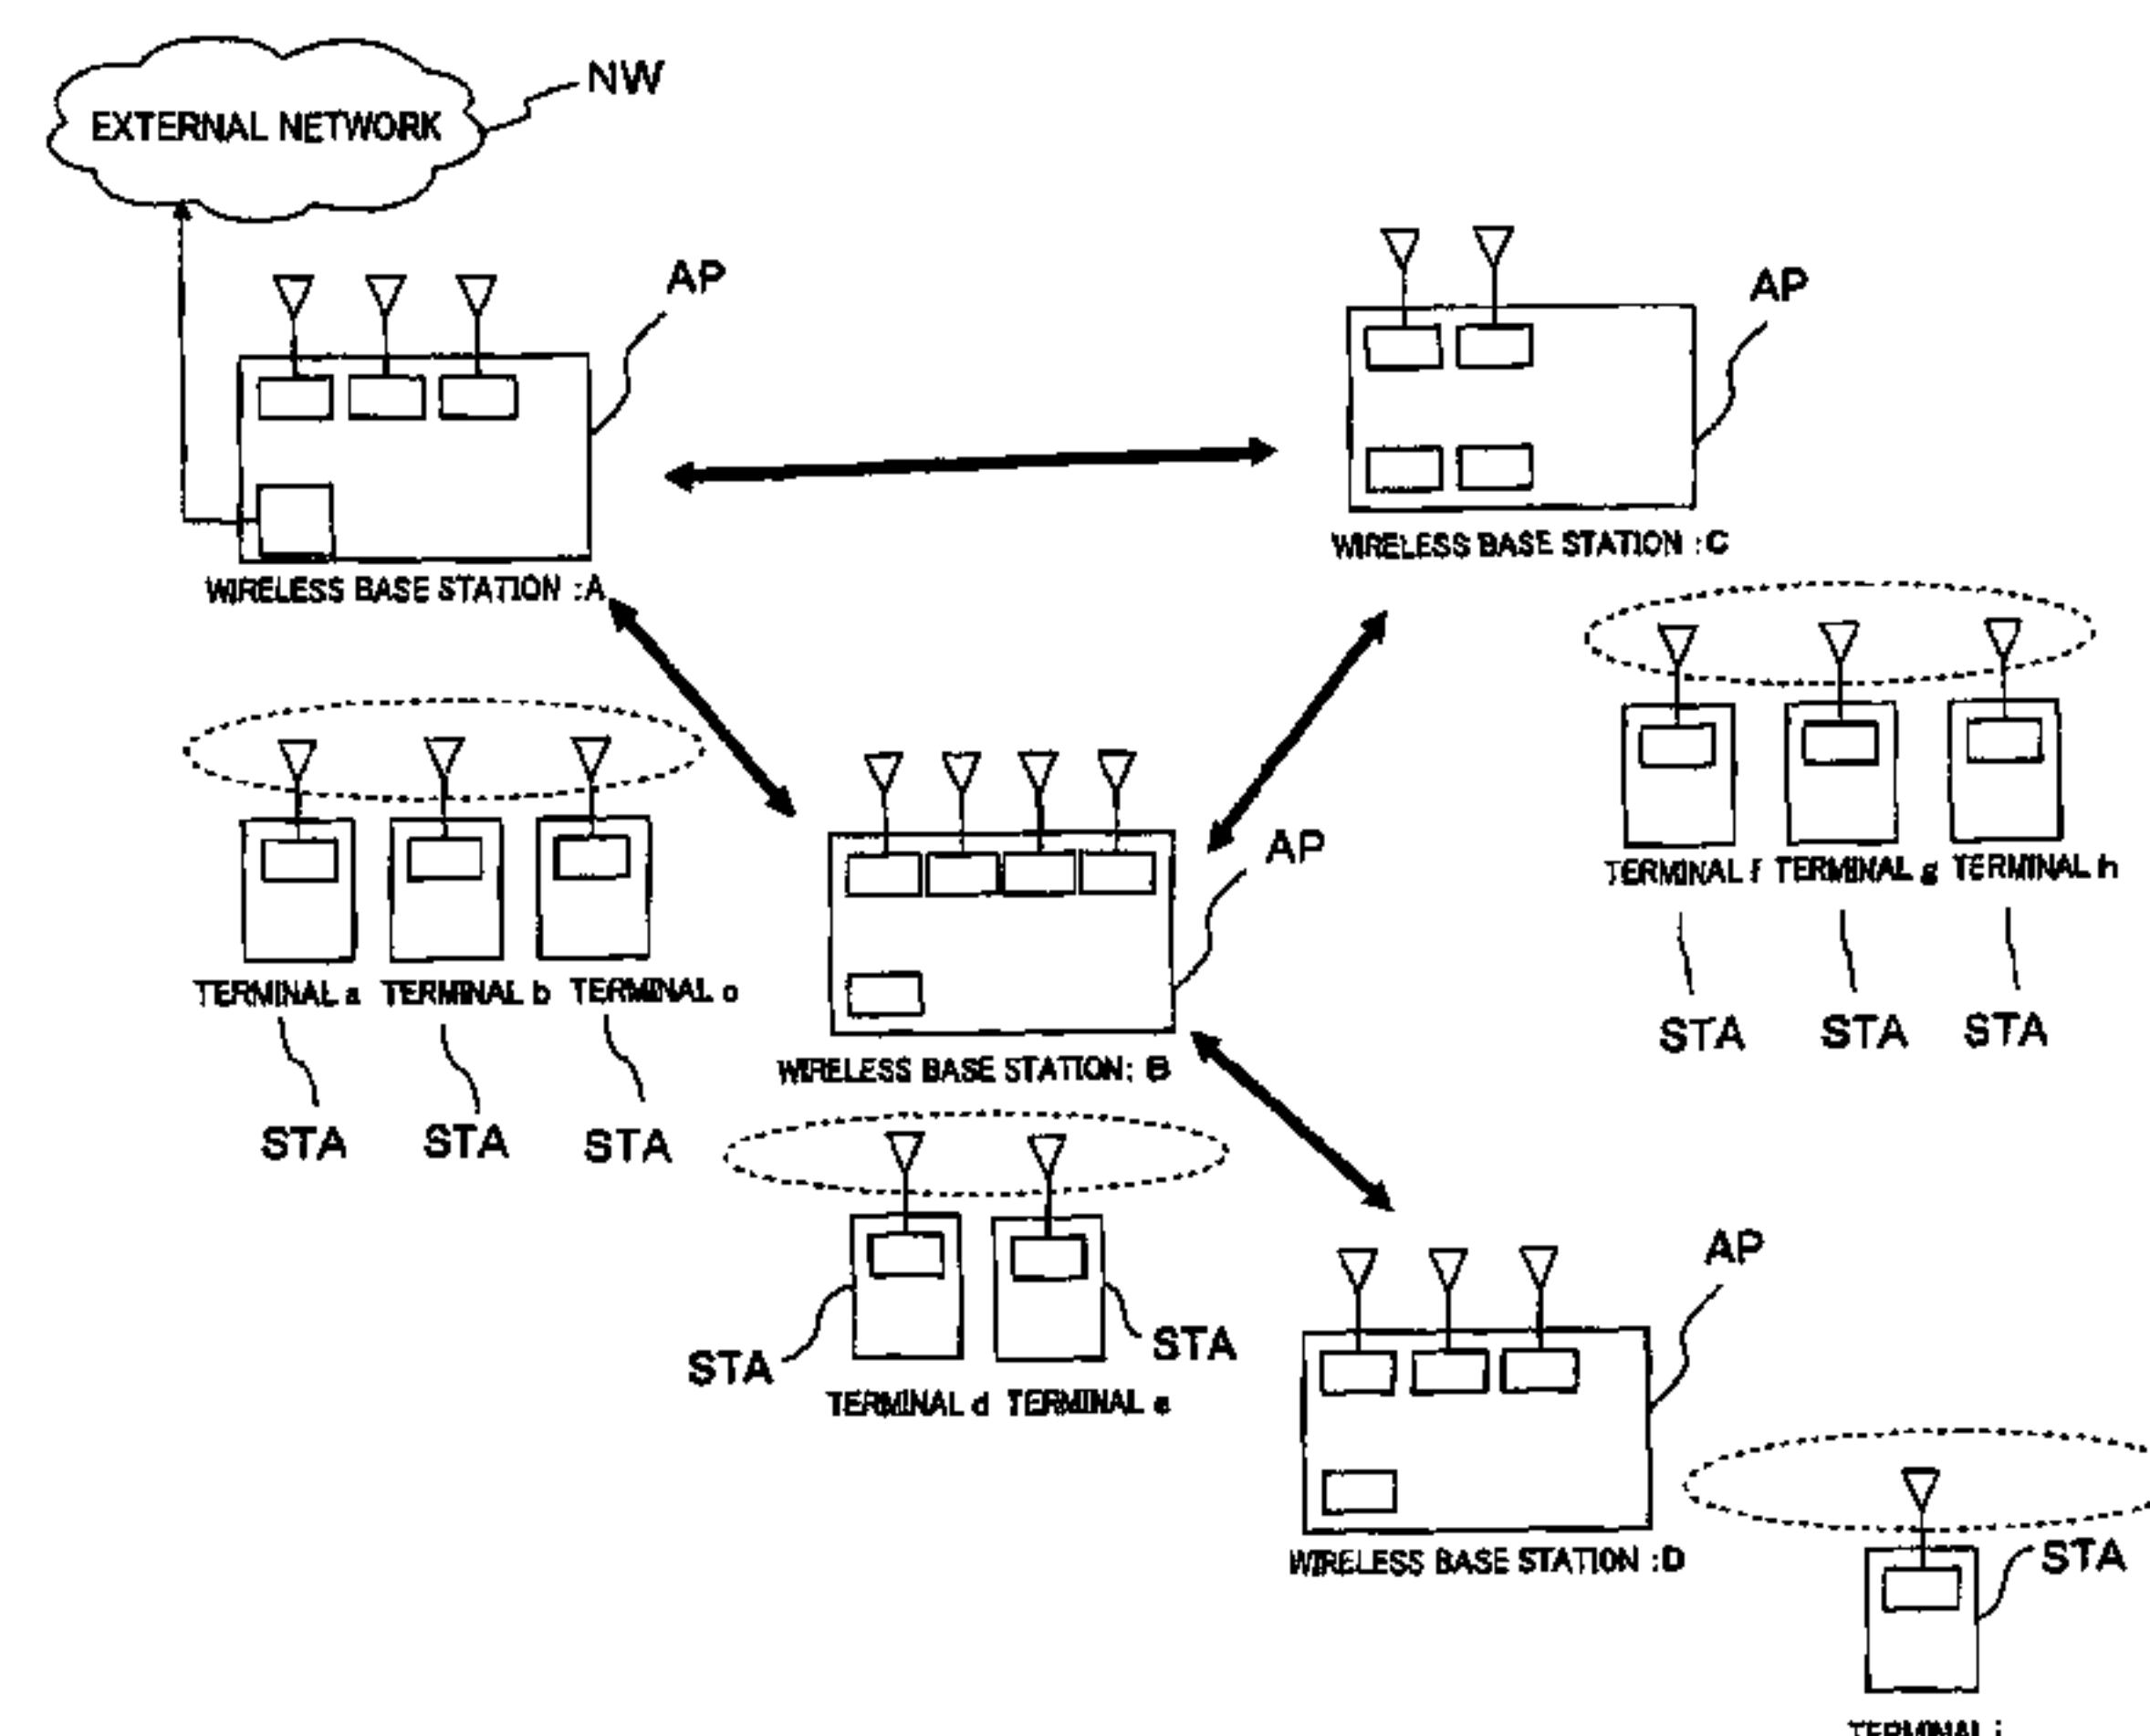 NW
EXTERNAL NETWORK
AP
AP
WIRELESS BASE STATION :C
WIRELESS BASE STATION :A
AP
TERMINAL f TERMINAL g TERMINAL h
STA STA STA
TERMINAL a TERMINAL b TERMINAL c
WIRELESS BASE STATION: B
STA STA STA
STA
STA
TERMINAL d TERMINAL e
AP
WIRELESS BASE STATION :D
STA
TERMINAL i